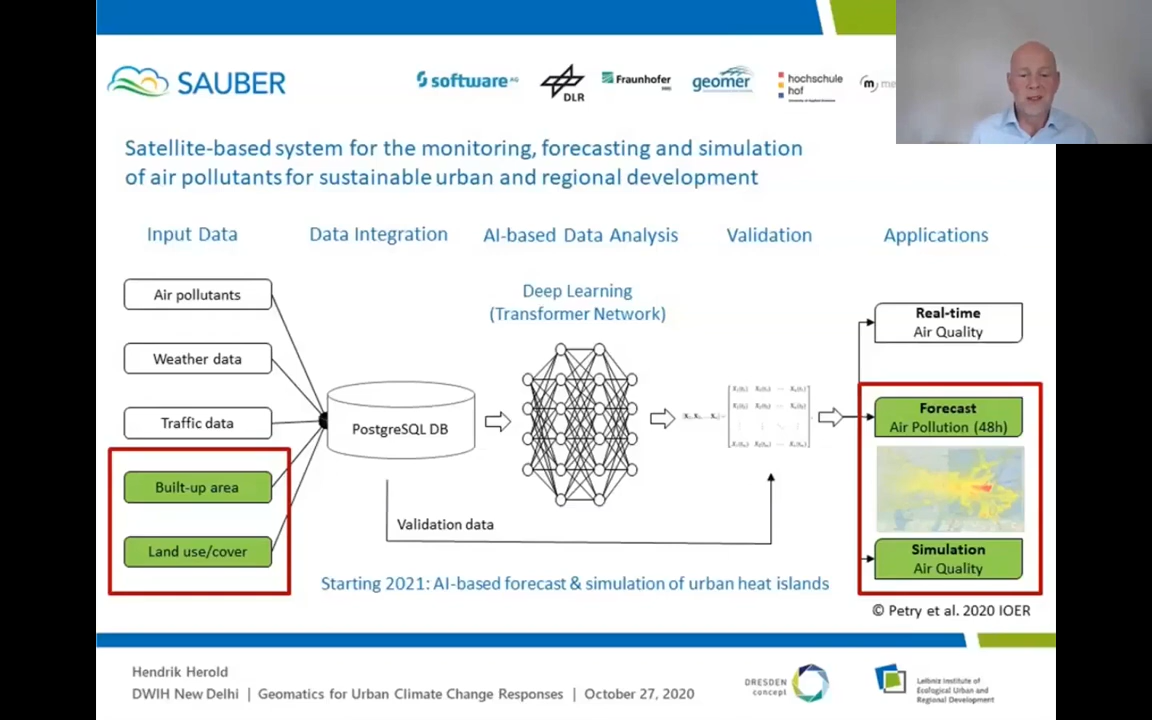 SAUBER
software AG
DLR
Fraunhofer
geomer
hochschule
hof
University of Applied Sciences
Satellite-based system for the monitoring, forecasting and simulation
of air pollutants for sustainable urban and regional development
Input Data
Data Integration
AI-based Data Analysis
Validation
Applications
Air pollutants
Weather data
Traffic data
Built-up area
Land use/cover
PostgreSQL DB
Deep Learning
(Transformer Network)
Validation data
Real-time
Air Quality
Forecast
Air Pollution (48h)
Simulation
Air Quality
Starting 2021: AI-based forecast & simulation of urban heat islands
© Petry et al. 2020 IOER
Hendrik Herold
DWIH New Delhi | Geomatics for Urban Climate Change Responses | October 27, 2020
DRESDEN
concept
Leibniz Institute of
Ecological Urban and
Regional Development